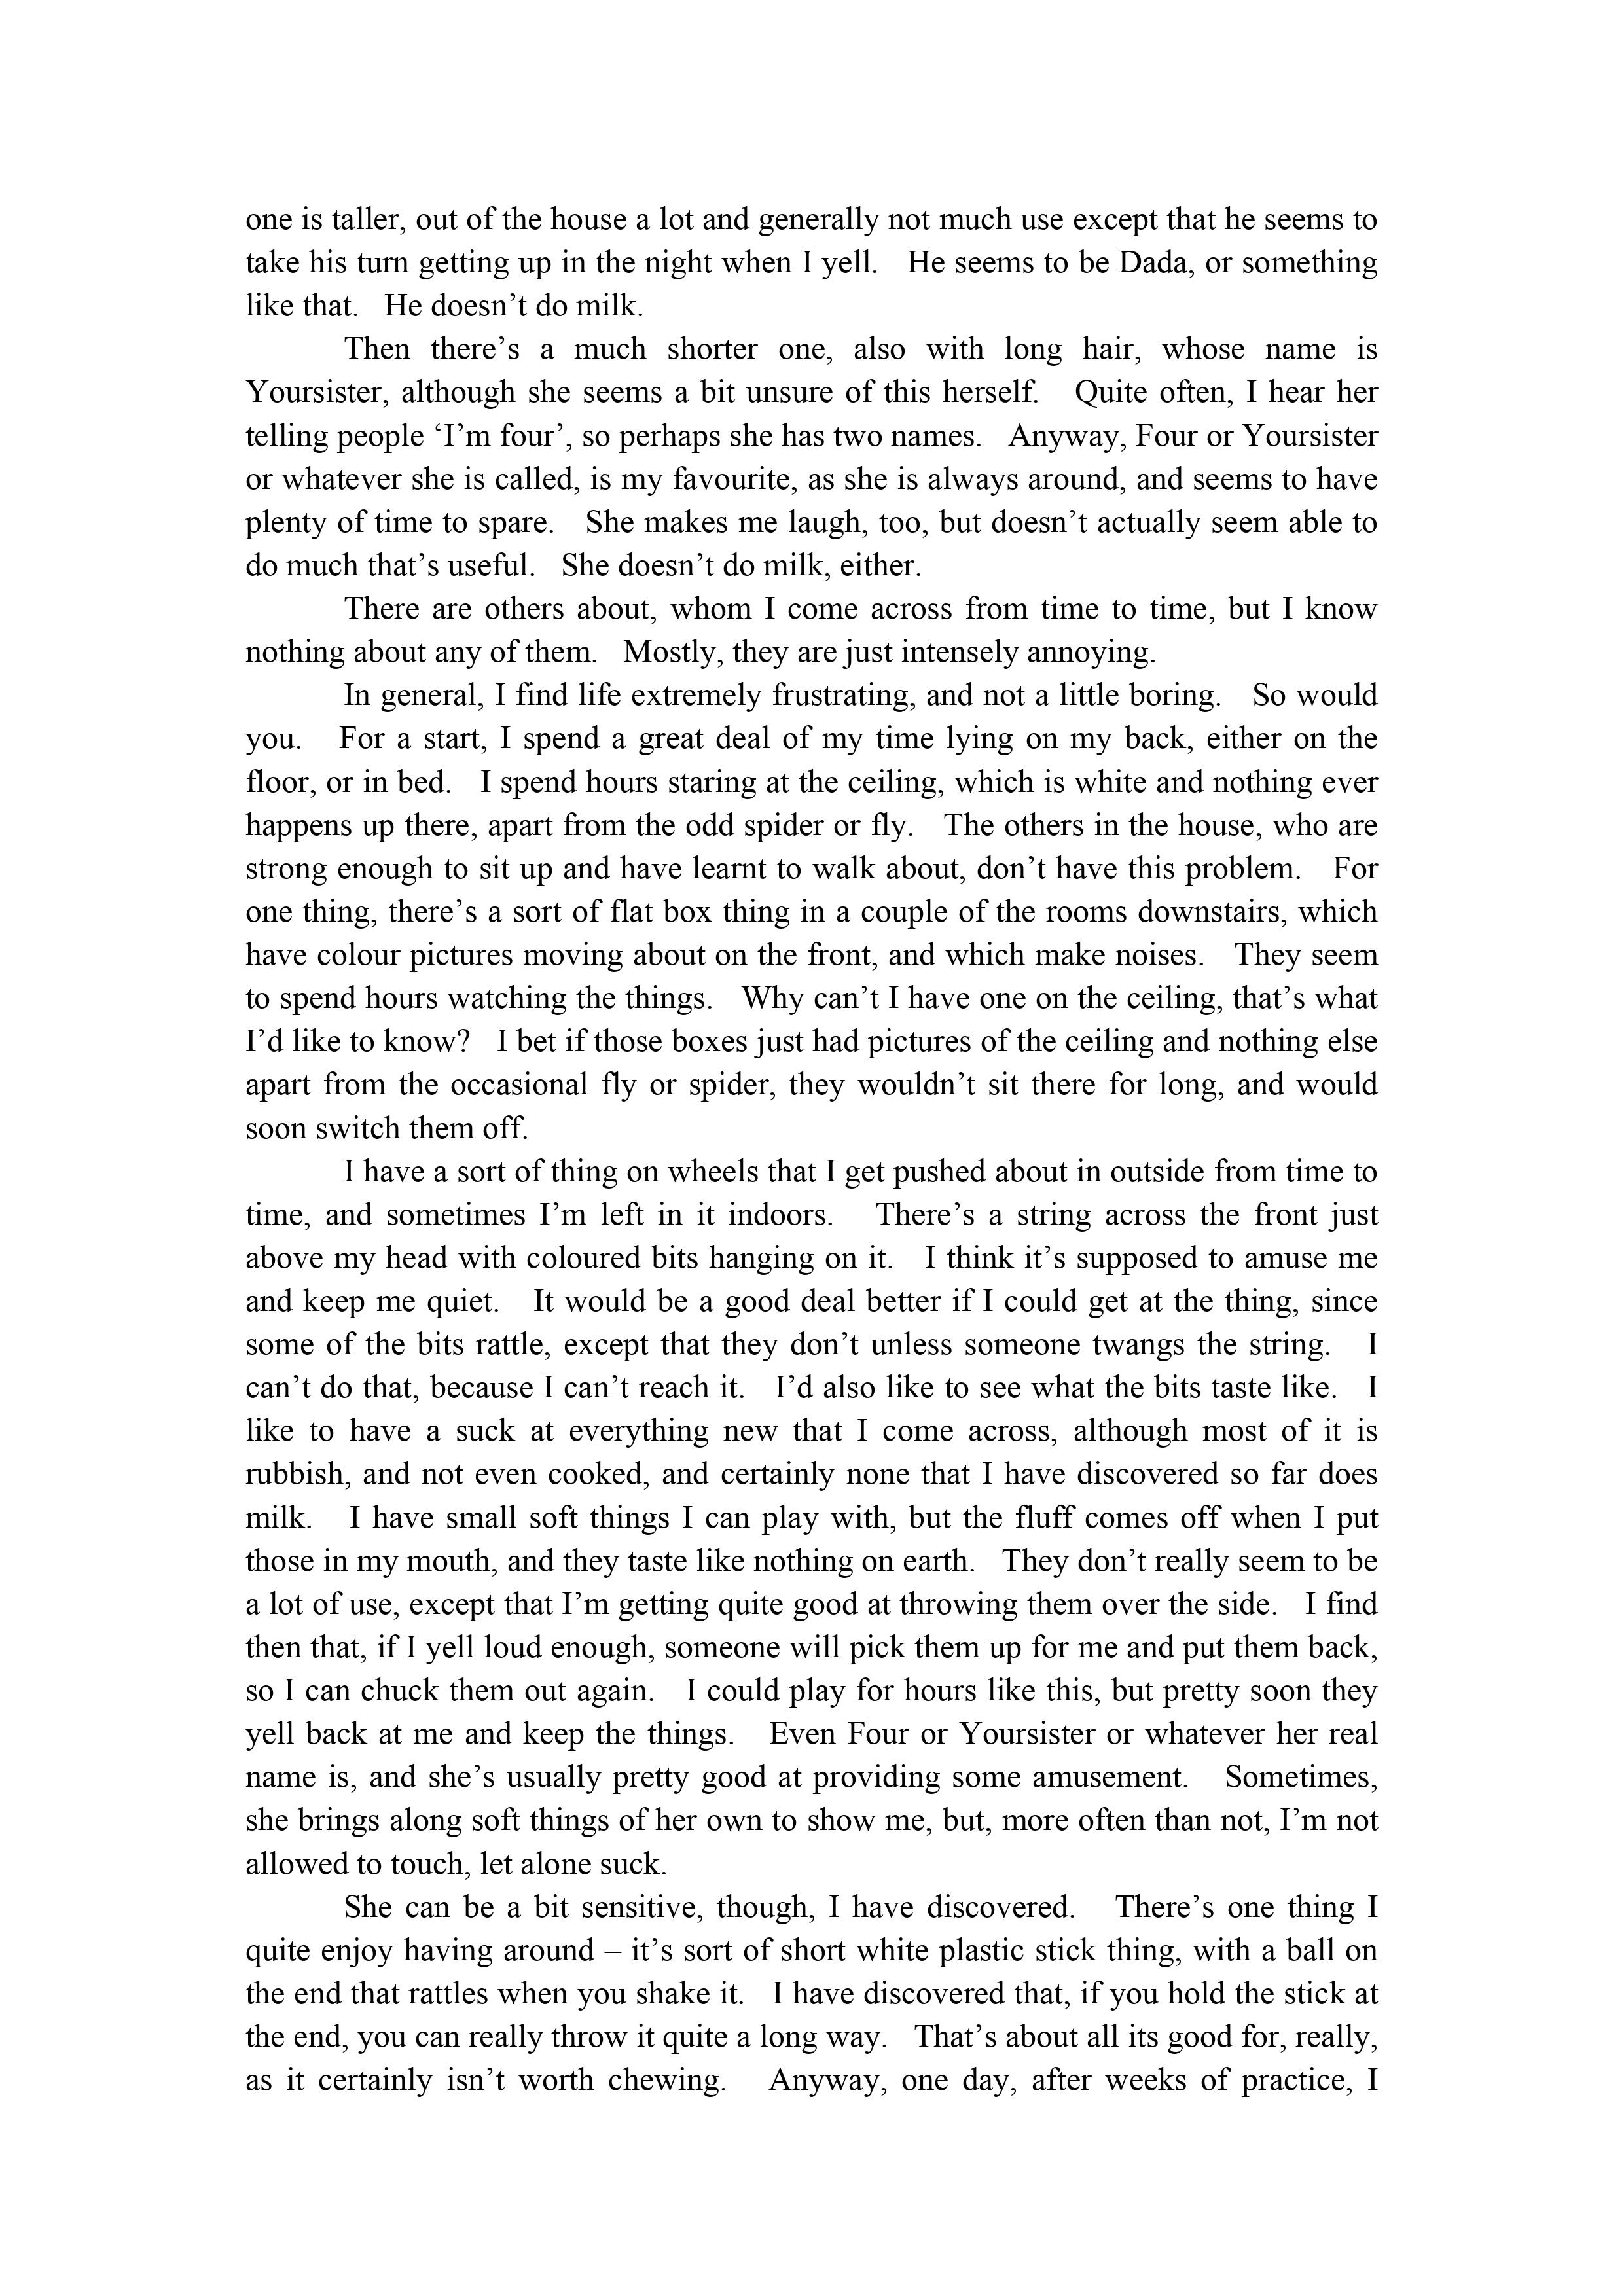 one is taller, out of the house a lot and generally not much use except that he seems to
take his turn getting up in the night when I yell.   He seems to be Dada, or something
like that.   He doesn’t do milk.
Then there’s a much shorter one, also with long hair, whose name is
Yoursister, although she seems a bit unsure of this herself.   Quite often, I hear her
telling people ‘I’m four’, so perhaps she has two names.   Anyway, Four or Yoursister
or whatever she is called, is my favourite, as she is always around, and seems to have
plenty of time to spare.   She makes me laugh, too, but doesn’t actually seem able to
do much that’s useful.   She doesn’t do milk, either.
There are others about, whom I come across from time to time, but I know
nothing about any of them.   Mostly, they are just intensely annoying.
In general, I find life extremely frustrating, and not a little boring.   So would
you.   For a start, I spend a great deal of my time lying on my back, either on the
floor, or in bed.   I spend hours staring at the ceiling, which is white and nothing ever
happens up there, apart from the odd spider or fly.   The others in the house, who are
strong enough to sit up and have learnt to walk about, don’t have this problem.   For
one thing, there’s a sort of flat box thing in a couple of the rooms downstairs, which
have colour pictures moving about on the front, and which make noises.   They seem
to spend hours watching the things.   Why can’t I have one on the ceiling, that’s what
I’d like to know?   I bet if those boxes just had pictures of the ceiling and nothing else
apart from the occasional fly or spider, they wouldn’t sit there for long, and would
soon switch them off.
I have a sort of thing on wheels that I get pushed about in outside from time to
time, and sometimes I’m left in it indoors.   There’s a string across the front just
above my head with coloured bits hanging on it.   I think it’s supposed to amuse me
and keep me quiet.   It would be a good deal better if I could get at the thing, since
some of the bits rattle, except that they don’t unless someone twangs the string.   I
can’t do that, because I can’t reach it.   I’d also like to see what the bits taste like.   I
like to have a suck at everything new that I come across, although most of it is
rubbish, and not even cooked, and certainly none that I have discovered so far does
milk.   I have small soft things I can play with, but the fluff comes off when I put
those in my mouth, and they taste like nothing on earth.   They don’t really seem to be
a lot of use, except that I’m getting quite good at throwing them over the side.   I find
then that, if I yell loud enough, someone will pick them up for me and put them back,
so I can chuck them out again.   I could play for hours like this, but pretty soon they
yell back at me and keep the things.   Even Four or Yoursister or whatever her real
name is, and she’s usually pretty good at providing some amusement.   Sometimes,
she brings along soft things of her own to show me, but, more often than not, I’m not
allowed to touch, let alone suck.
She can be a bit sensitive, though, I have discovered.   There’s one thing I
quite enjoy having around – it’s sort of short white plastic stick thing, with a ball on
the end that rattles when you shake it.   I have discovered that, if you hold the stick at
the end, you can really throw it quite a long way.   That’s about all its good for, really,
as it certainly isn’t worth chewing.   Anyway, one day, after weeks of practice, I